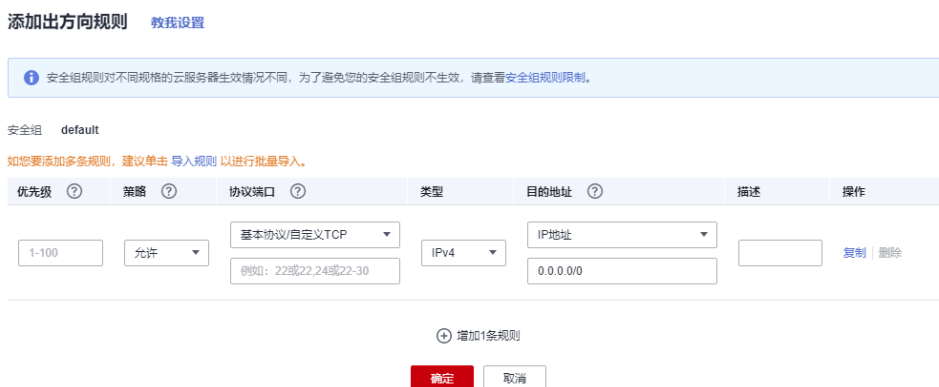 添加出方向规则 教我设置
安全组规则对不同规格的云服务器生效情况不同，为了避免您的安全组规则不生效，请查看安全组规则限制。
安全组 default
如您要添加多条规则，建议单击 导入规则 以进行批量导入。
优先级 ? 策略 ? 协议端口 ? 类型 目的地址 ? 描述 操作
基本协议/自定义TCP IP地址
1-100 允许 IPv4 复制 删除
例如：22或22,24或22-30 0.0.0.0/0
增加1条规则
确定 取消